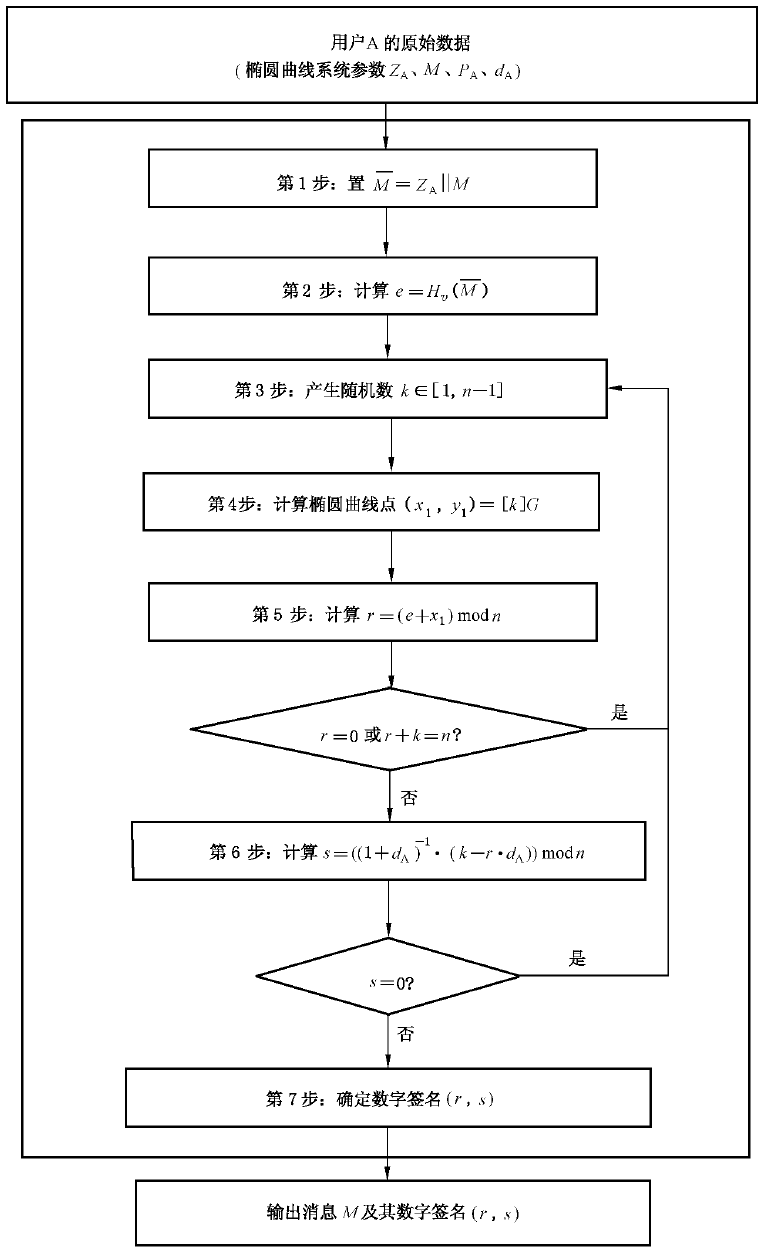 用户A 的原始数据
(椭圆曲线系统参数 Z_A、M、P_A、d_A)
第1步：置 M̅=Z_A||M
第2 步：计算 e=H_v(M̅)
第3步：产生随机数 k∈[1, n-1]
第4步：计算椭圆曲线点 (x_1, y_1)=[k]G
第5 步：计算 r=(e+x_1) mod n
r=0 或 r+k=n?
是
否
第6 步：计算 s=((1+d_A)^-1·(k-r·d_A)) mod n
s=0?
是
否
第7步：确定数字签名(r, s)
输出消息 M 及其数字签名(r, s)